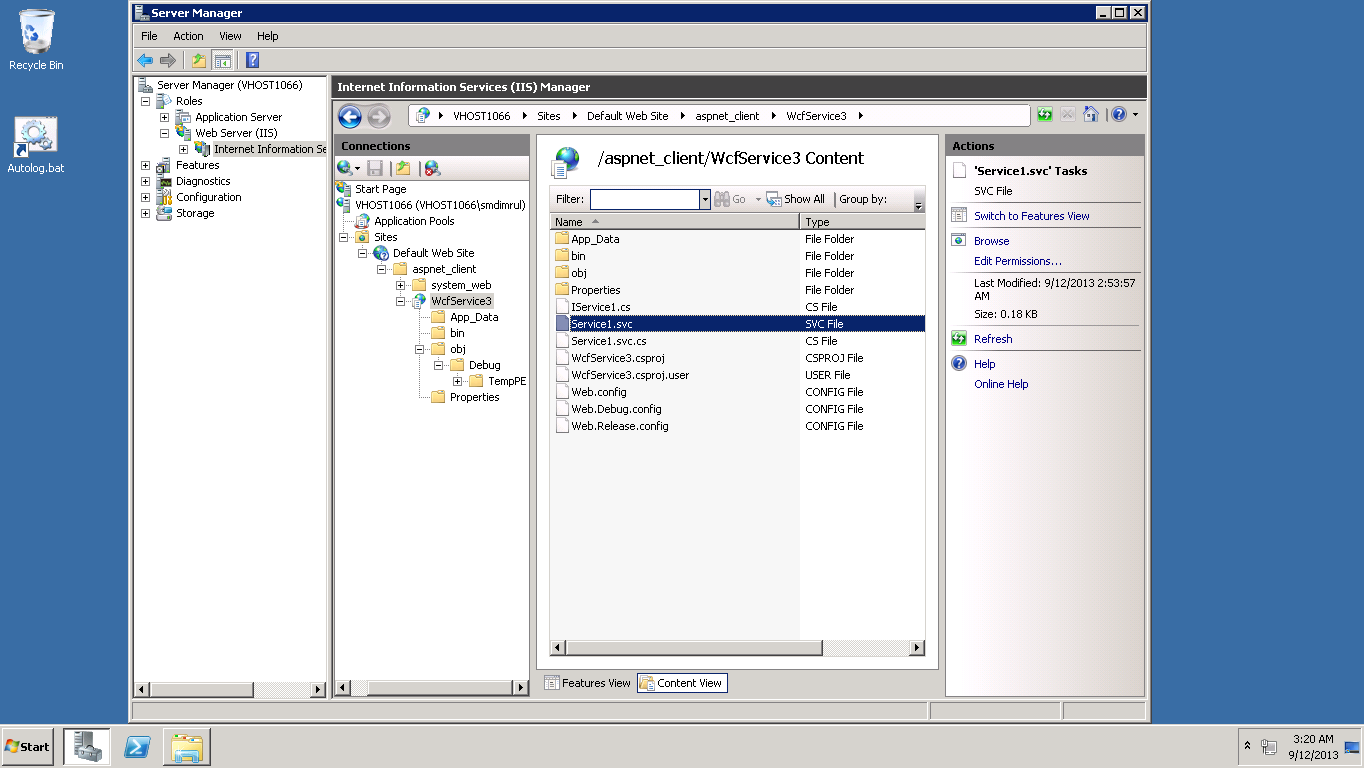 Recycle Bin
Autolog.bat
Server Manager
File Action View Help
Server Manager (VHOST1066)
Roles
Application Server
Web Server (IIS)
Internet Information Se
Features
Diagnostics
Configuration
Storage
Internet Information Services (IIS) Manager
VHOST1066 Sites Default Web Site aspnet_client WcfService3
Connections
Start Page
VHOST1066 (VHOST1066\smdimrul)
Application Pools
Sites
Default Web Site
aspnet_client
system_web
WcfService3
App_Data
bin
obj
Debug
TempPE
Properties
/aspnet_client/WcfService3 Content
Filter: Go Show All Group by:
Name Type
App_Data File Folder
bin File Folder
obj File Folder
Properties File Folder
IService1.cs CS File
Service1.svc SVC File
Service1.svc.cs CS File
WcfService3.csproj CSPROJ File
WcfService3.csproj.user USER File
Web.config CONFIG File
Web.Debug.config CONFIG File
Web.Release.config CONFIG File
Features View Content View
Actions
'Service1.svc' Tasks
SVC File
Switch to Features View
Browse
Edit Permissions...
Last Modified: 9/12/2013 2:53:57
AM
Size: 0.18 KB
Refresh
Help
Online Help
Start
3:20 AM
9/12/2013